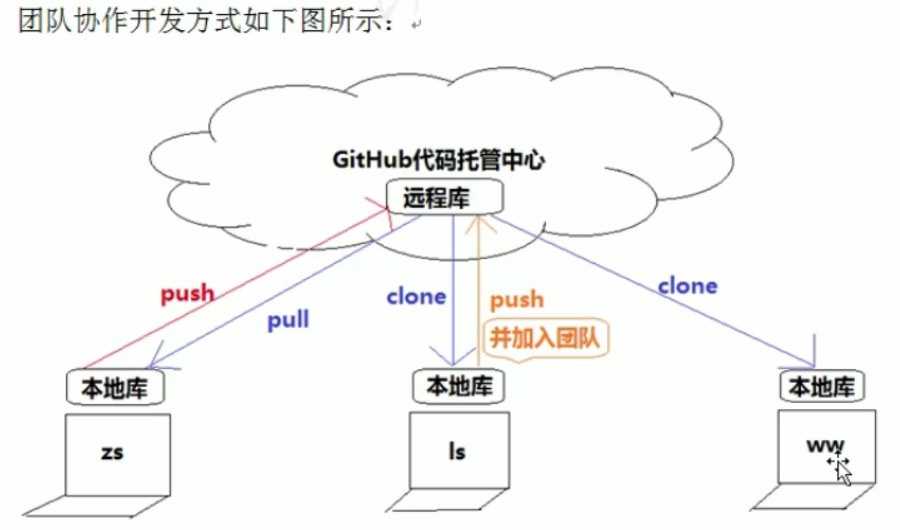 团队协作开发方式如下图所示：
GitHub代码托管中心
远程库
push
pull
clone
push
并加入团队
clone
本地库
本地库
本地库
zs
ls
ww